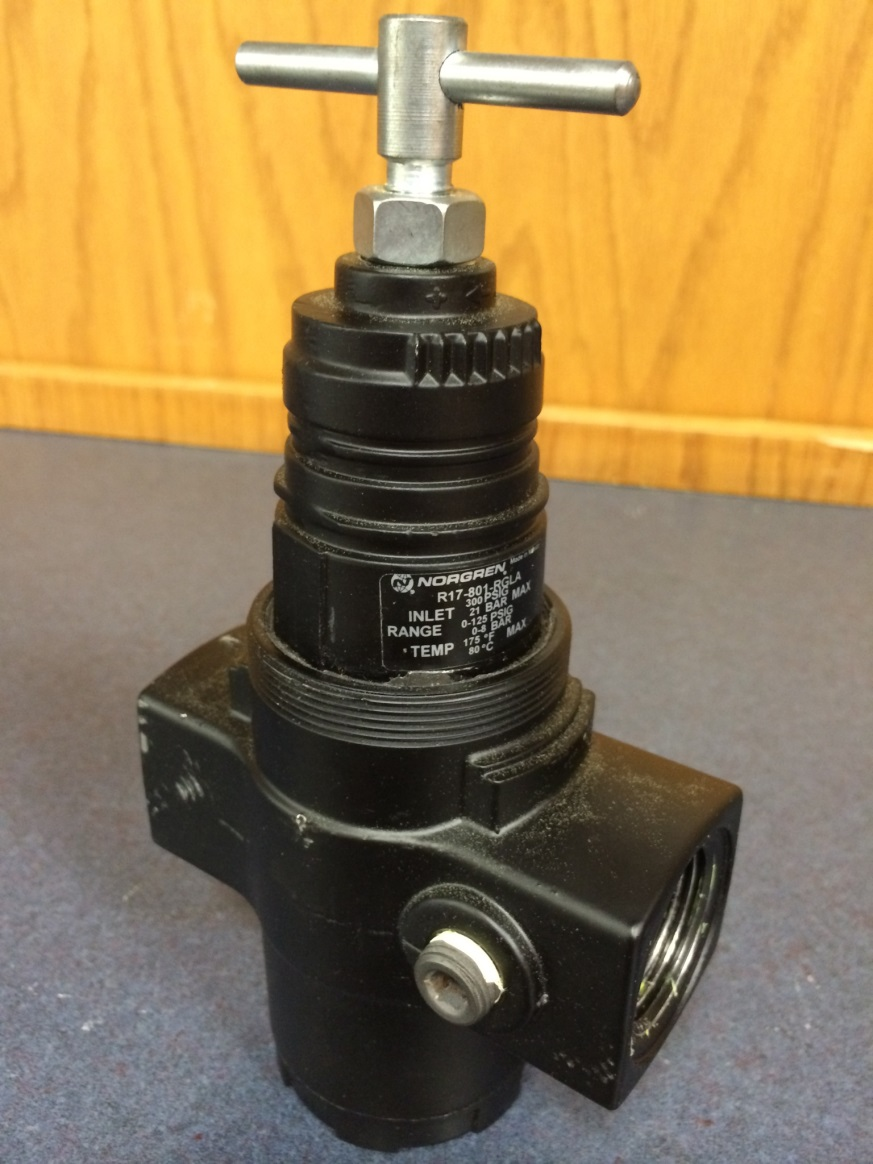 NORGREN
R17-801-RGLA
INLET 300 PSIG MAX
21 BAR
RANGE 0-125 PSIG
0-8 BAR
TEMP 175 °F MAX
80 °C
+